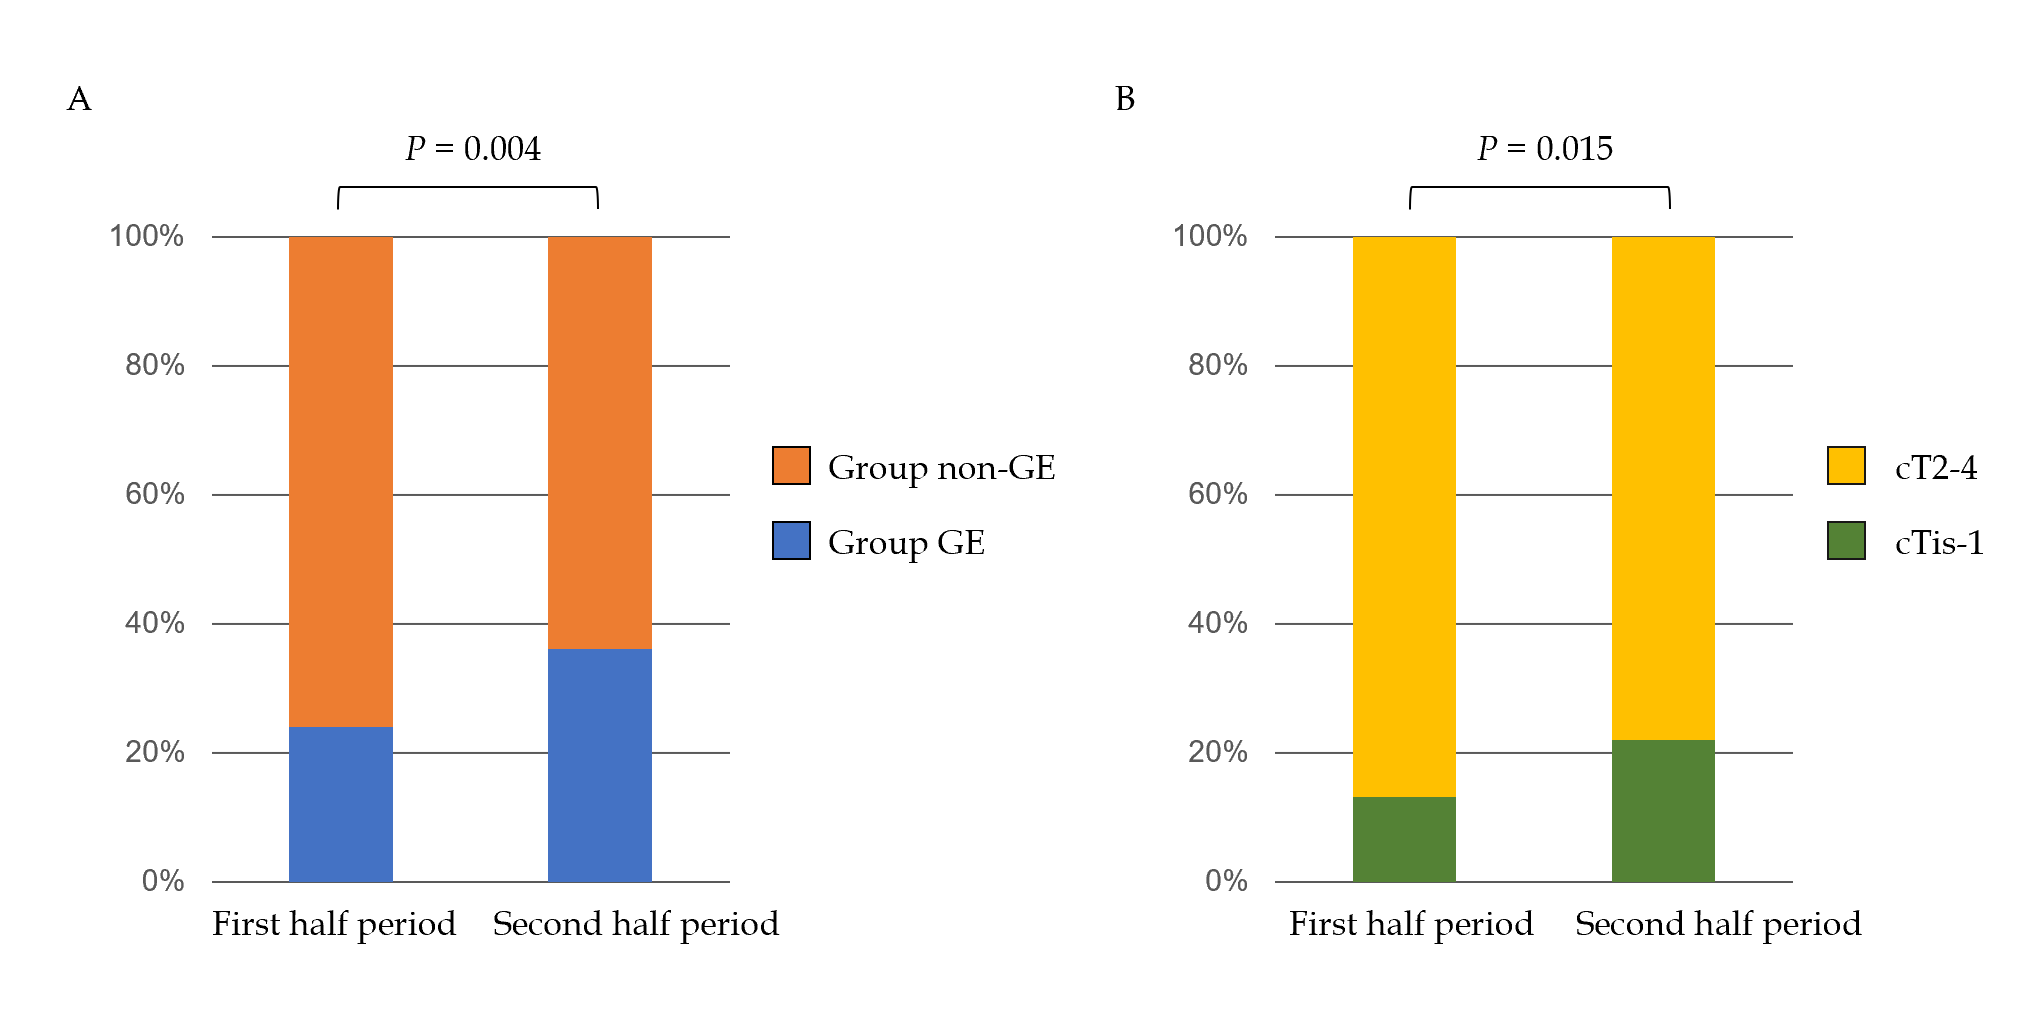 A
P = 0.004
100%
80%
60%
40%
20%
0%
First half period
Second half period
Group non-GE
Group GE
B
P = 0.015
100%
80%
60%
40%
20%
0%
First half period
Second half period
cT2-4
cTis-1